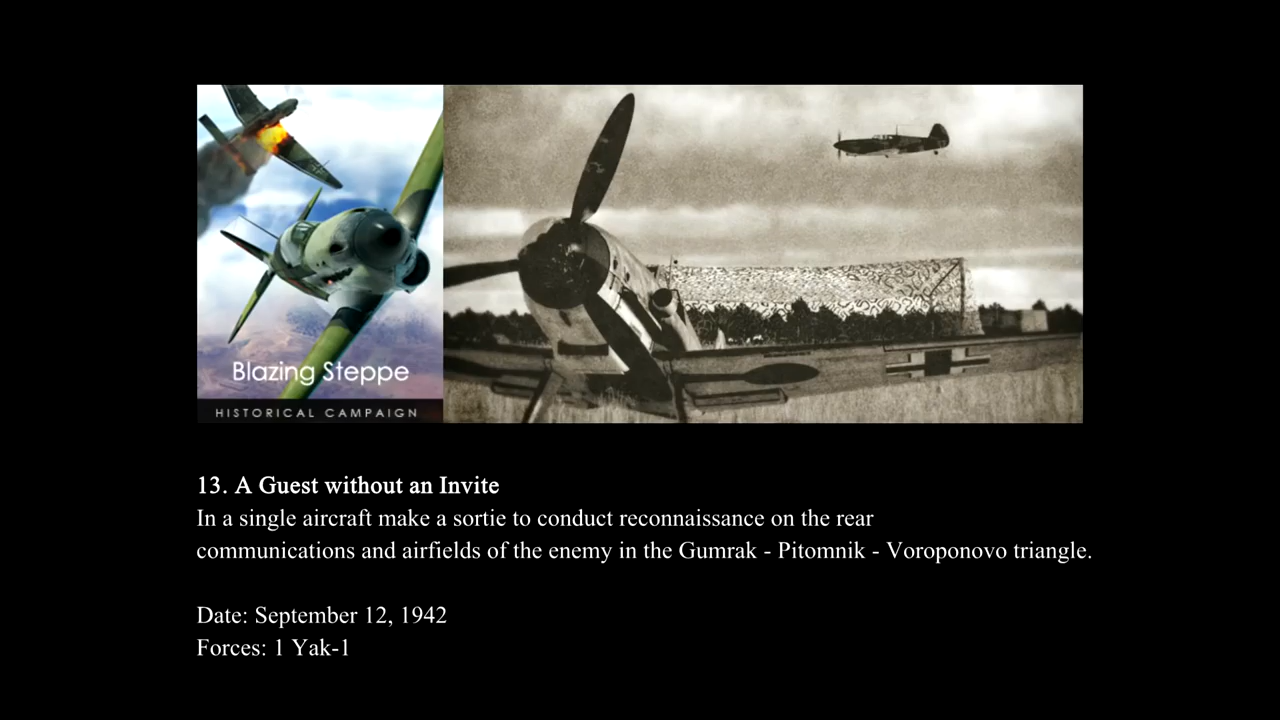 Blazing Steppe
HISTORICAL CAMPAIGN
13. A Guest without an Invite
In a single aircraft make a sortie to conduct reconnaissance on the rear
communications and airfields of the enemy in the Gumrak - Pitomnik - Voroponovo triangle.
Date: September 12, 1942
Forces: 1 Yak-1